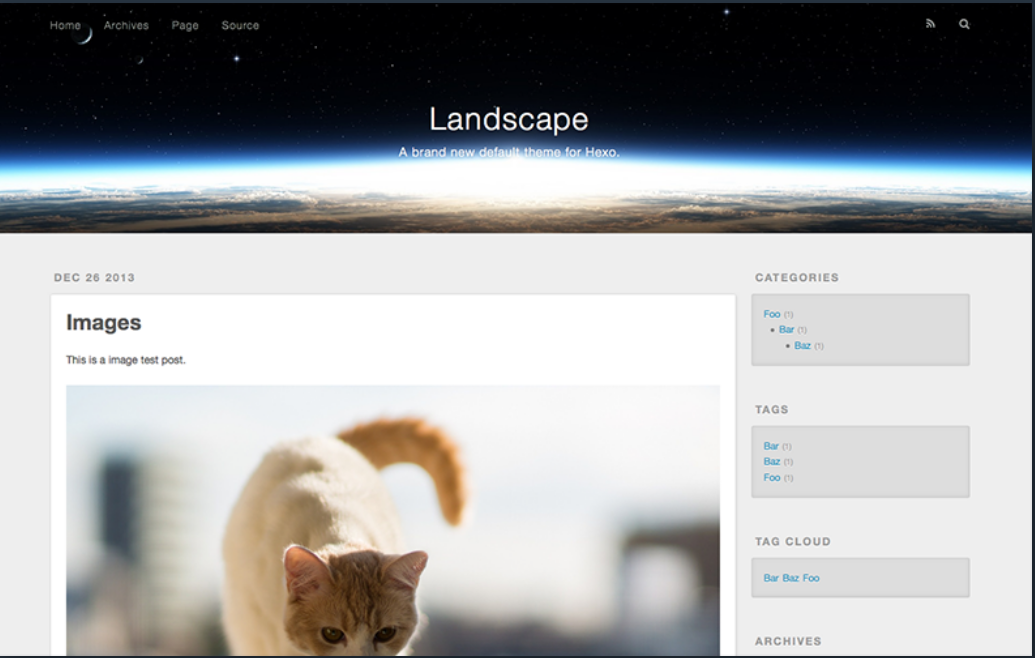 Home Archives Page Source
Landscape
A brand new default theme for Hexo.
DEC 26 2013
Images
This is a image test post.
CATEGORIES
Foo (1)
• Bar (1)
• Baz (1)
TAGS
Bar (1)
Baz (1)
Foo (1)
TAG CLOUD
Bar Baz Foo
ARCHIVES